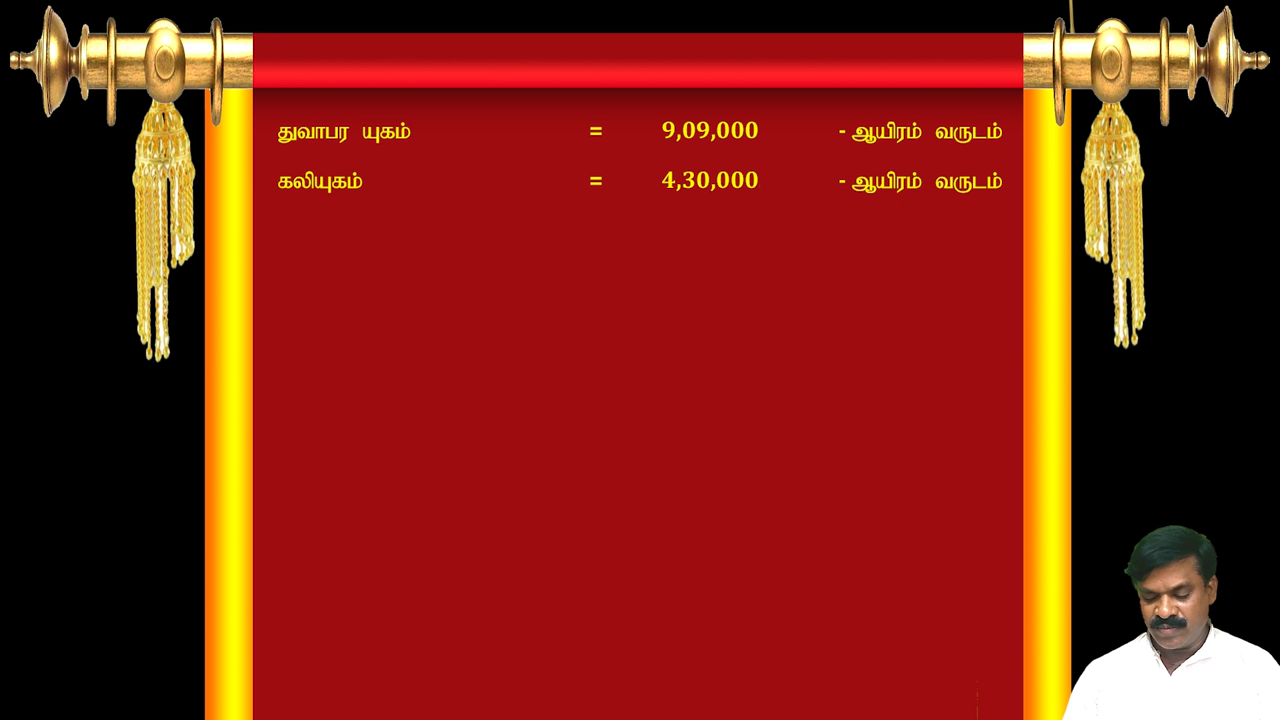 துவாபர யுகம் = 9,09,000 - ஆயிரம் வருடம்
கலியுகம் = 4,30,000 - ஆயிரம் வருடம்